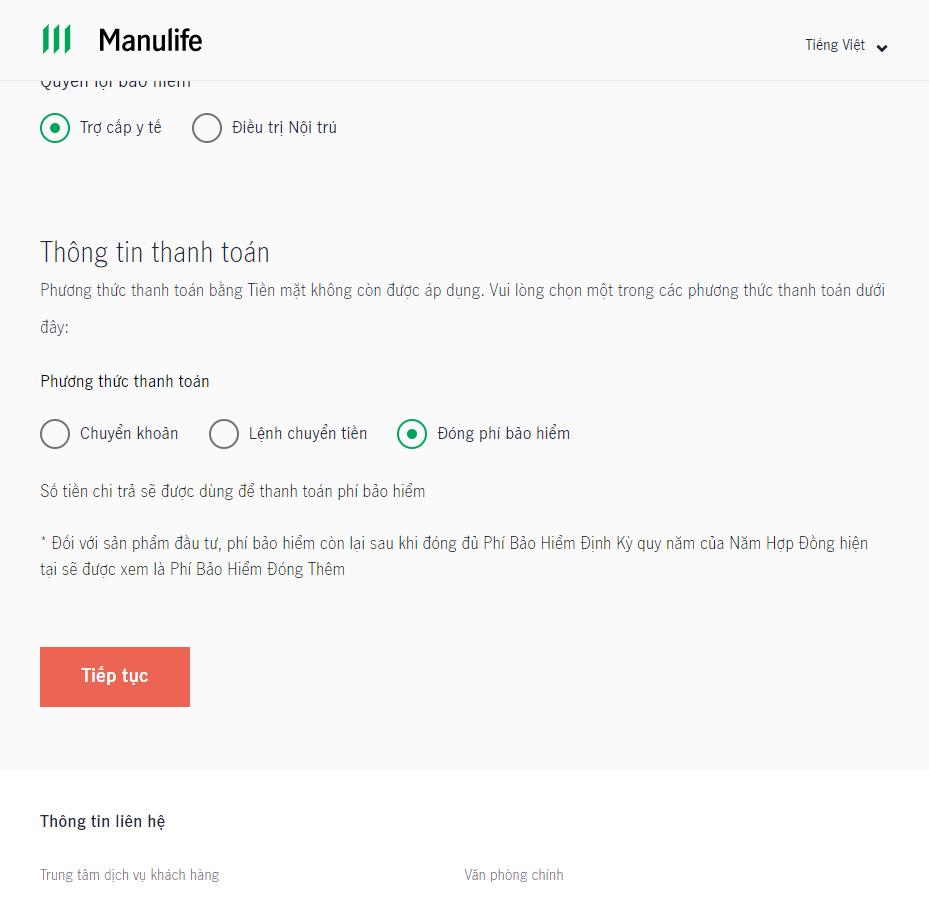 Manulife
Tiếng Việt
Quyền lợi bảo hiểm
Trợ cấp y tế
Điều trị Nội trú
Thông tin thanh toán
Phương thức thanh toán bằng Tiền mặt không còn được áp dụng. Vui lòng chọn một trong các phương thức thanh toán dưới
đây:
Phương thức thanh toán
Chuyển khoản
Lệnh chuyển tiền
Đóng phí bảo hiểm
Số tiền chi trả sẽ được dùng để thanh toán phí bảo hiểm
* Đối với sản phẩm đầu tư, phí bảo hiểm còn lại sau khi đóng đủ Phí Bảo Hiểm Định Kỳ quy năm của Năm Hợp Đồng hiện
tại sẽ được xem là Phí Bảo Hiểm Đóng Thêm
Tiếp tục
Thông tin liên hệ
Trung tâm dịch vụ khách hàng
Văn phòng chính